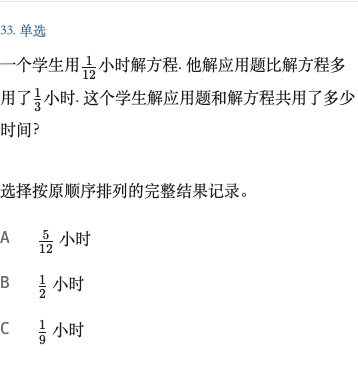 33. 单选
一个学生用 1/12 小时解方程. 他解应用题比解方程多
用了 1/3 小时. 这个学生解应用题和解方程共用了多少
时间?
选择按原顺序排列的完整结果记录。
A 5/12 小时
B 1/2 小时
C 1/9 小时